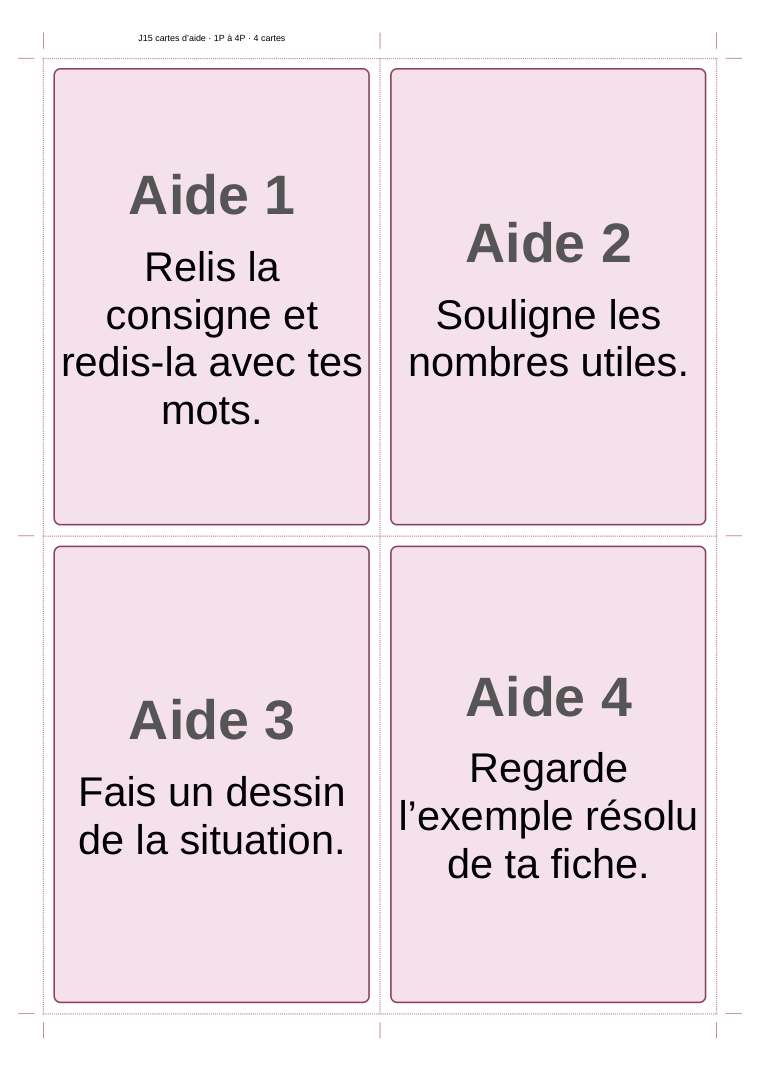 J15 cartes d’aide · 1P à 4P · 4 cartes
Aide 1
Relis la
consigne et
redis-la avec tes
mots.
Aide 2
Souligne les
nombres utiles.
Aide 3
Fais un dessin
de la situation.
Aide 4
Regarde
l’exemple résolu
de ta fiche.